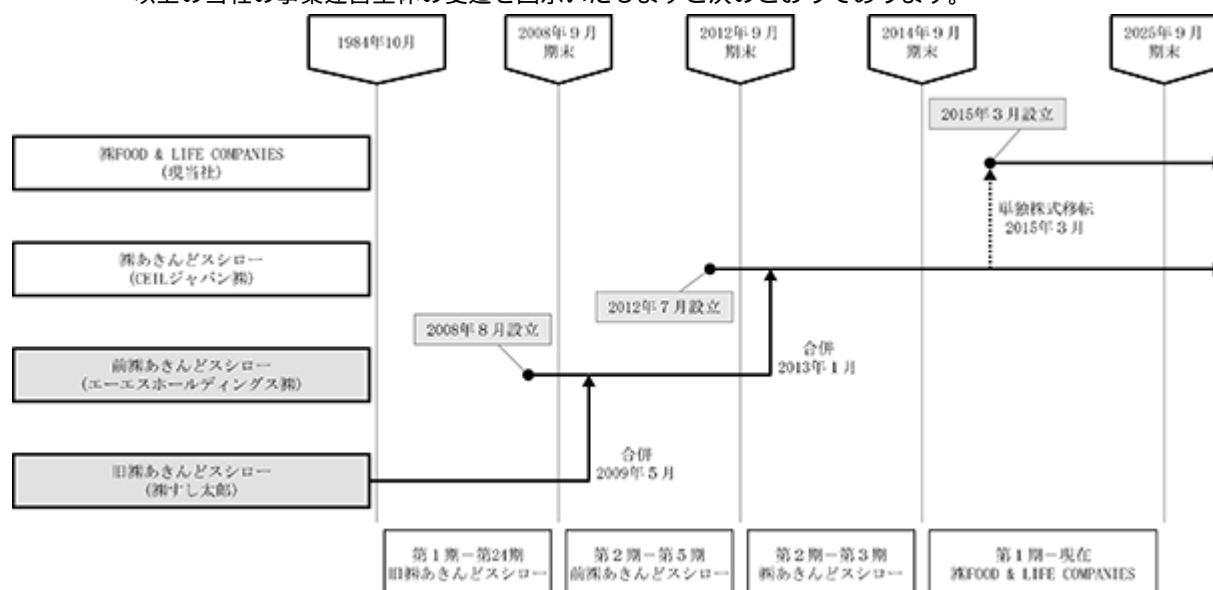 以上の当社の事業運営主体の変遷を図示いたしますと次のとおりであります。
1984年10月
2008年9月
期末
2012年9月
期末
2014年9月
期末
2025年9月
期末
2015年3月設立
㈱FOOD & LIFE COMPANIES
(現当社)
単独株式移転
2015年3月
㈱あきんどスシロー
(CEILジャパン㈱)
2012年7月設立
2008年8月設立
合併
2013年1月
前㈱あきんどスシロー
(エーエスホールディングス㈱)
合併
2009年5月
旧㈱あきんどスシロー
(㈱すし太郎)
第1期－第24期
旧㈱あきんどスシロー
第2期－第5期
前㈱あきんどスシロー
第2期－第3期
㈱あきんどスシロー
第1期－現在
㈱FOOD & LIFE COMPANIES